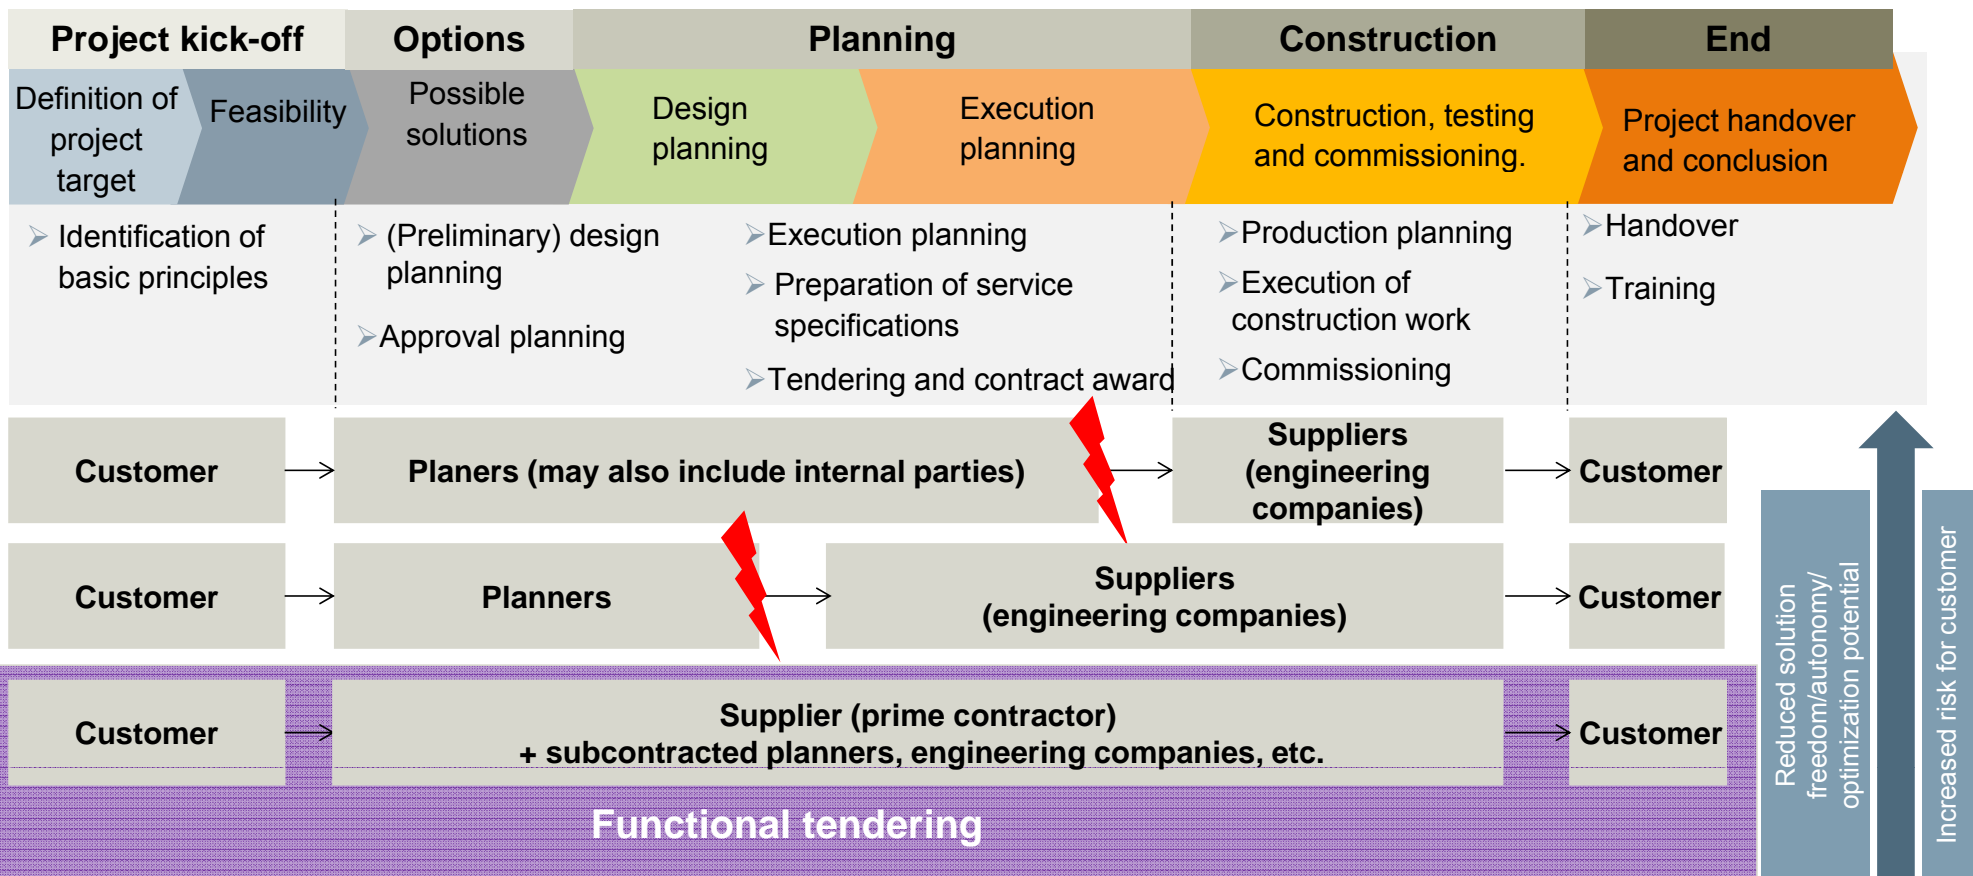 Project kick-off
Options
Planning
Construction
End
Definition of
project
target
Feasibility
Possible
solutions
Design
planning
Execution
planning
Construction, testing
and commissioning.
Project handover
and conclusion
Identification of
basic principles
(Preliminary) design
planning
Approval planning
Execution planning
Preparation of service
specifications
Tendering and contract award
Production planning
Execution of
construction work
Commissioning
Handover
Training
Customer
Planers (may also include internal parties)
Suppliers
(engineering
companies)
Customer
Customer
Planners
Suppliers
(engineering companies)
Customer
Customer
Supplier (prime contractor)
+ subcontracted planners, engineering companies, etc.
Customer
Functional tendering
Reduced solution
freedom/autonomy/
optimization potential
Increased risk for customer